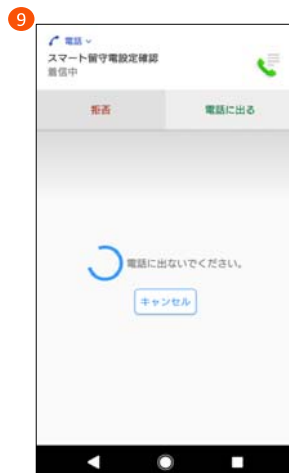 9
電話
スマート留守電設定確認
着信中
拒否 電話に出る
電話に出ないでください。
キャンセル